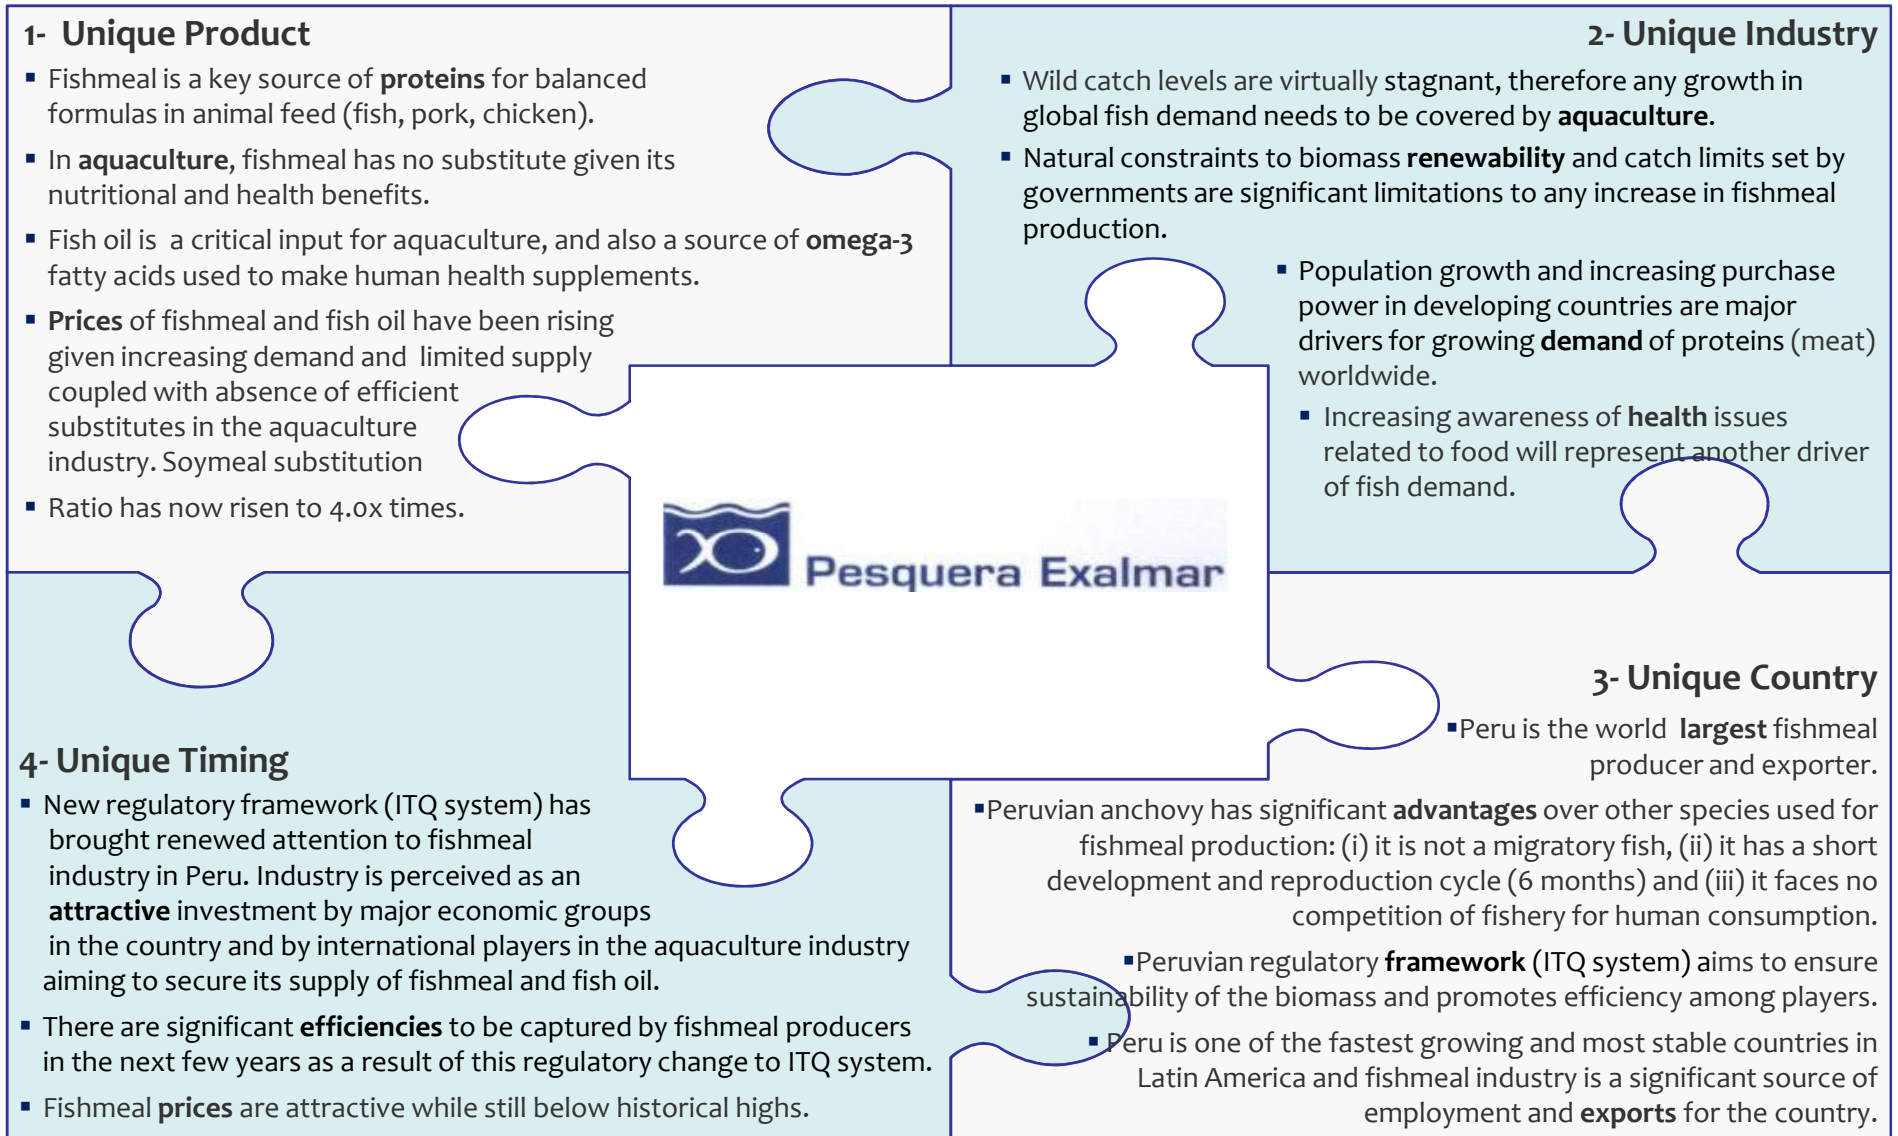 1- Unique Product
▪ Fishmeal is a key source of proteins for balanced
formulas in animal feed (fish, pork, chicken).
▪ In aquaculture, fishmeal has no substitute given its
nutritional and health benefits.
▪ Fish oil is a critical input for aquaculture, and also a source of omega-3
fatty acids used to make human health supplements.
▪ Prices of fishmeal and fish oil have been rising
given increasing demand and limited supply
coupled with absence of efficient
substitutes in the aquaculture
industry. Soymeal substitution
▪ Ratio has now risen to 4.0x times.
2- Unique Industry
▪ Wild catch levels are virtually stagnant, therefore any growth in
global fish demand needs to be covered by aquaculture.
▪ Natural constraints to biomass renewability and catch limits set by
governments are significant limitations to any increase in fishmeal
production.
▪ Population growth and increasing purchase
power in developing countries are major
drivers for growing demand of proteins (meat)
worldwide.
▪ Increasing awareness of health issues
related to food will represent another driver
of fish demand.
Pesquera Exalmar
3- Unique Country
▪Peru is the world largest fishmeal
producer and exporter.
▪Peruvian anchovy has significant advantages over other species used for
fishmeal production: (i) it is not a migratory fish, (ii) it has a short
development and reproduction cycle (6 months) and (iii) it faces no
competition of fishery for human consumption.
▪Peruvian regulatory framework (ITQ system) aims to ensure
sustainability of the biomass and promotes efficiency among players.
▪ Peru is one of the fastest growing and most stable countries in
Latin America and fishmeal industry is a significant source of
employment and exports for the country.
4- Unique Timing
▪ New regulatory framework (ITQ system) has
brought renewed attention to fishmeal
industry in Peru. Industry is perceived as an
attractive investment by major economic groups
in the country and by international players in the aquaculture industry
aiming to secure its supply of fishmeal and fish oil.
▪ There are significant efficiencies to be captured by fishmeal producers
in the next few years as a result of this regulatory change to ITQ system.
▪ Fishmeal prices are attractive while still below historical highs.